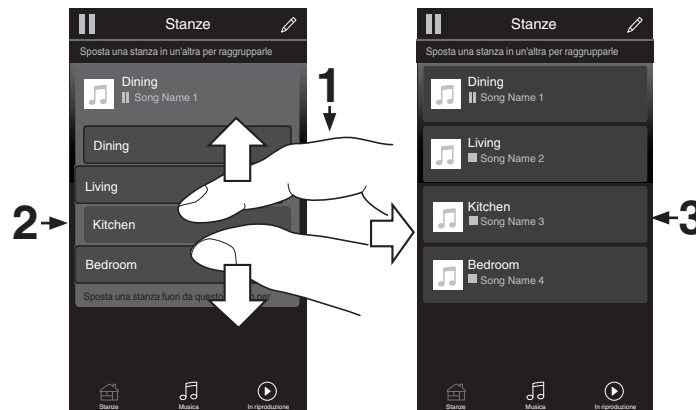 Stanze
Sposta una stanza in un'altra per raggrupparle
Dining
Song Name 1
Dining
Living
Kitchen
Bedroom
Sposta una stanza fuori da questo per
Stanze
Musica
In riproduzione
1
2
Stanze
Sposta una stanza in un'altra per raggrupparle
Dining
Song Name 1
Living
Song Name 2
Kitchen
Song Name 3
Bedroom
Song Name 4
Stanze
Musica
In riproduzione
3